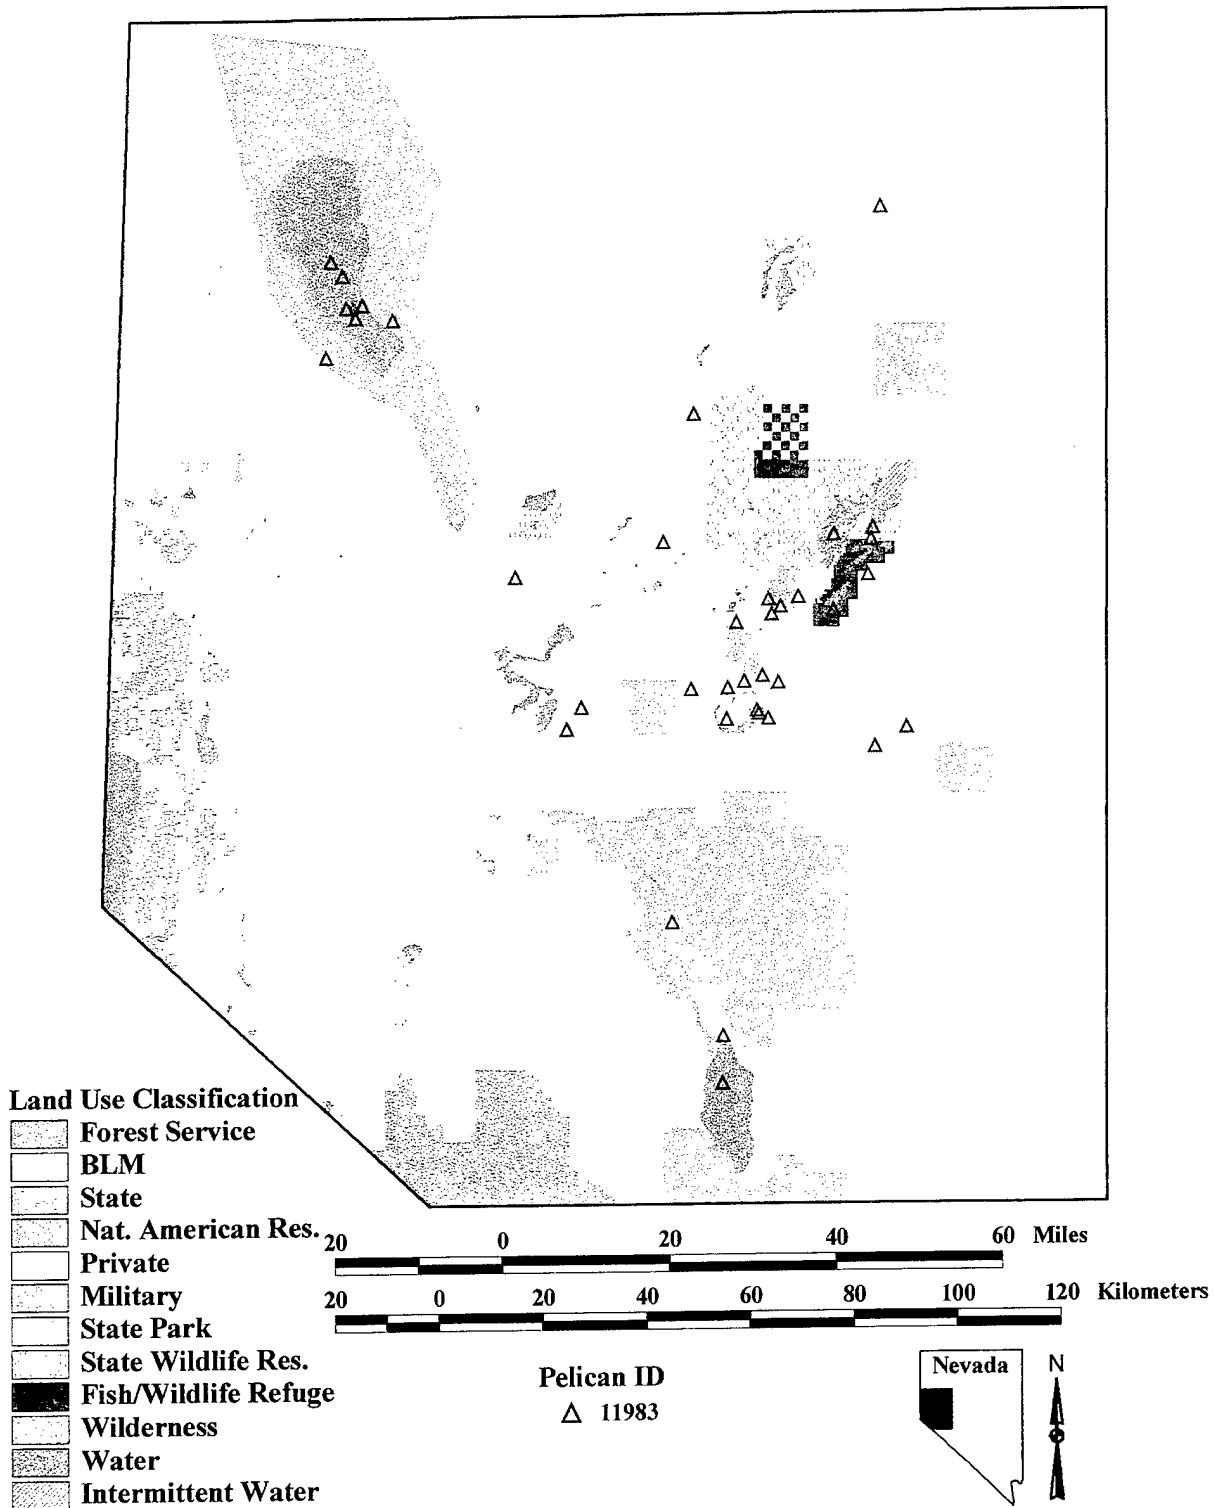 Land Use Classification
Forest Service
BLM
State
Nat. American Res.
Private
Military
State Park
State Wildlife Res.
Fish/Wildlife Refuge
Wilderness
Water
Intermittent Water
20 0 20 40 60 Miles
20 0 20 40 60 80 100 120 Kilometers
Pelican ID
11983
Nevada
N